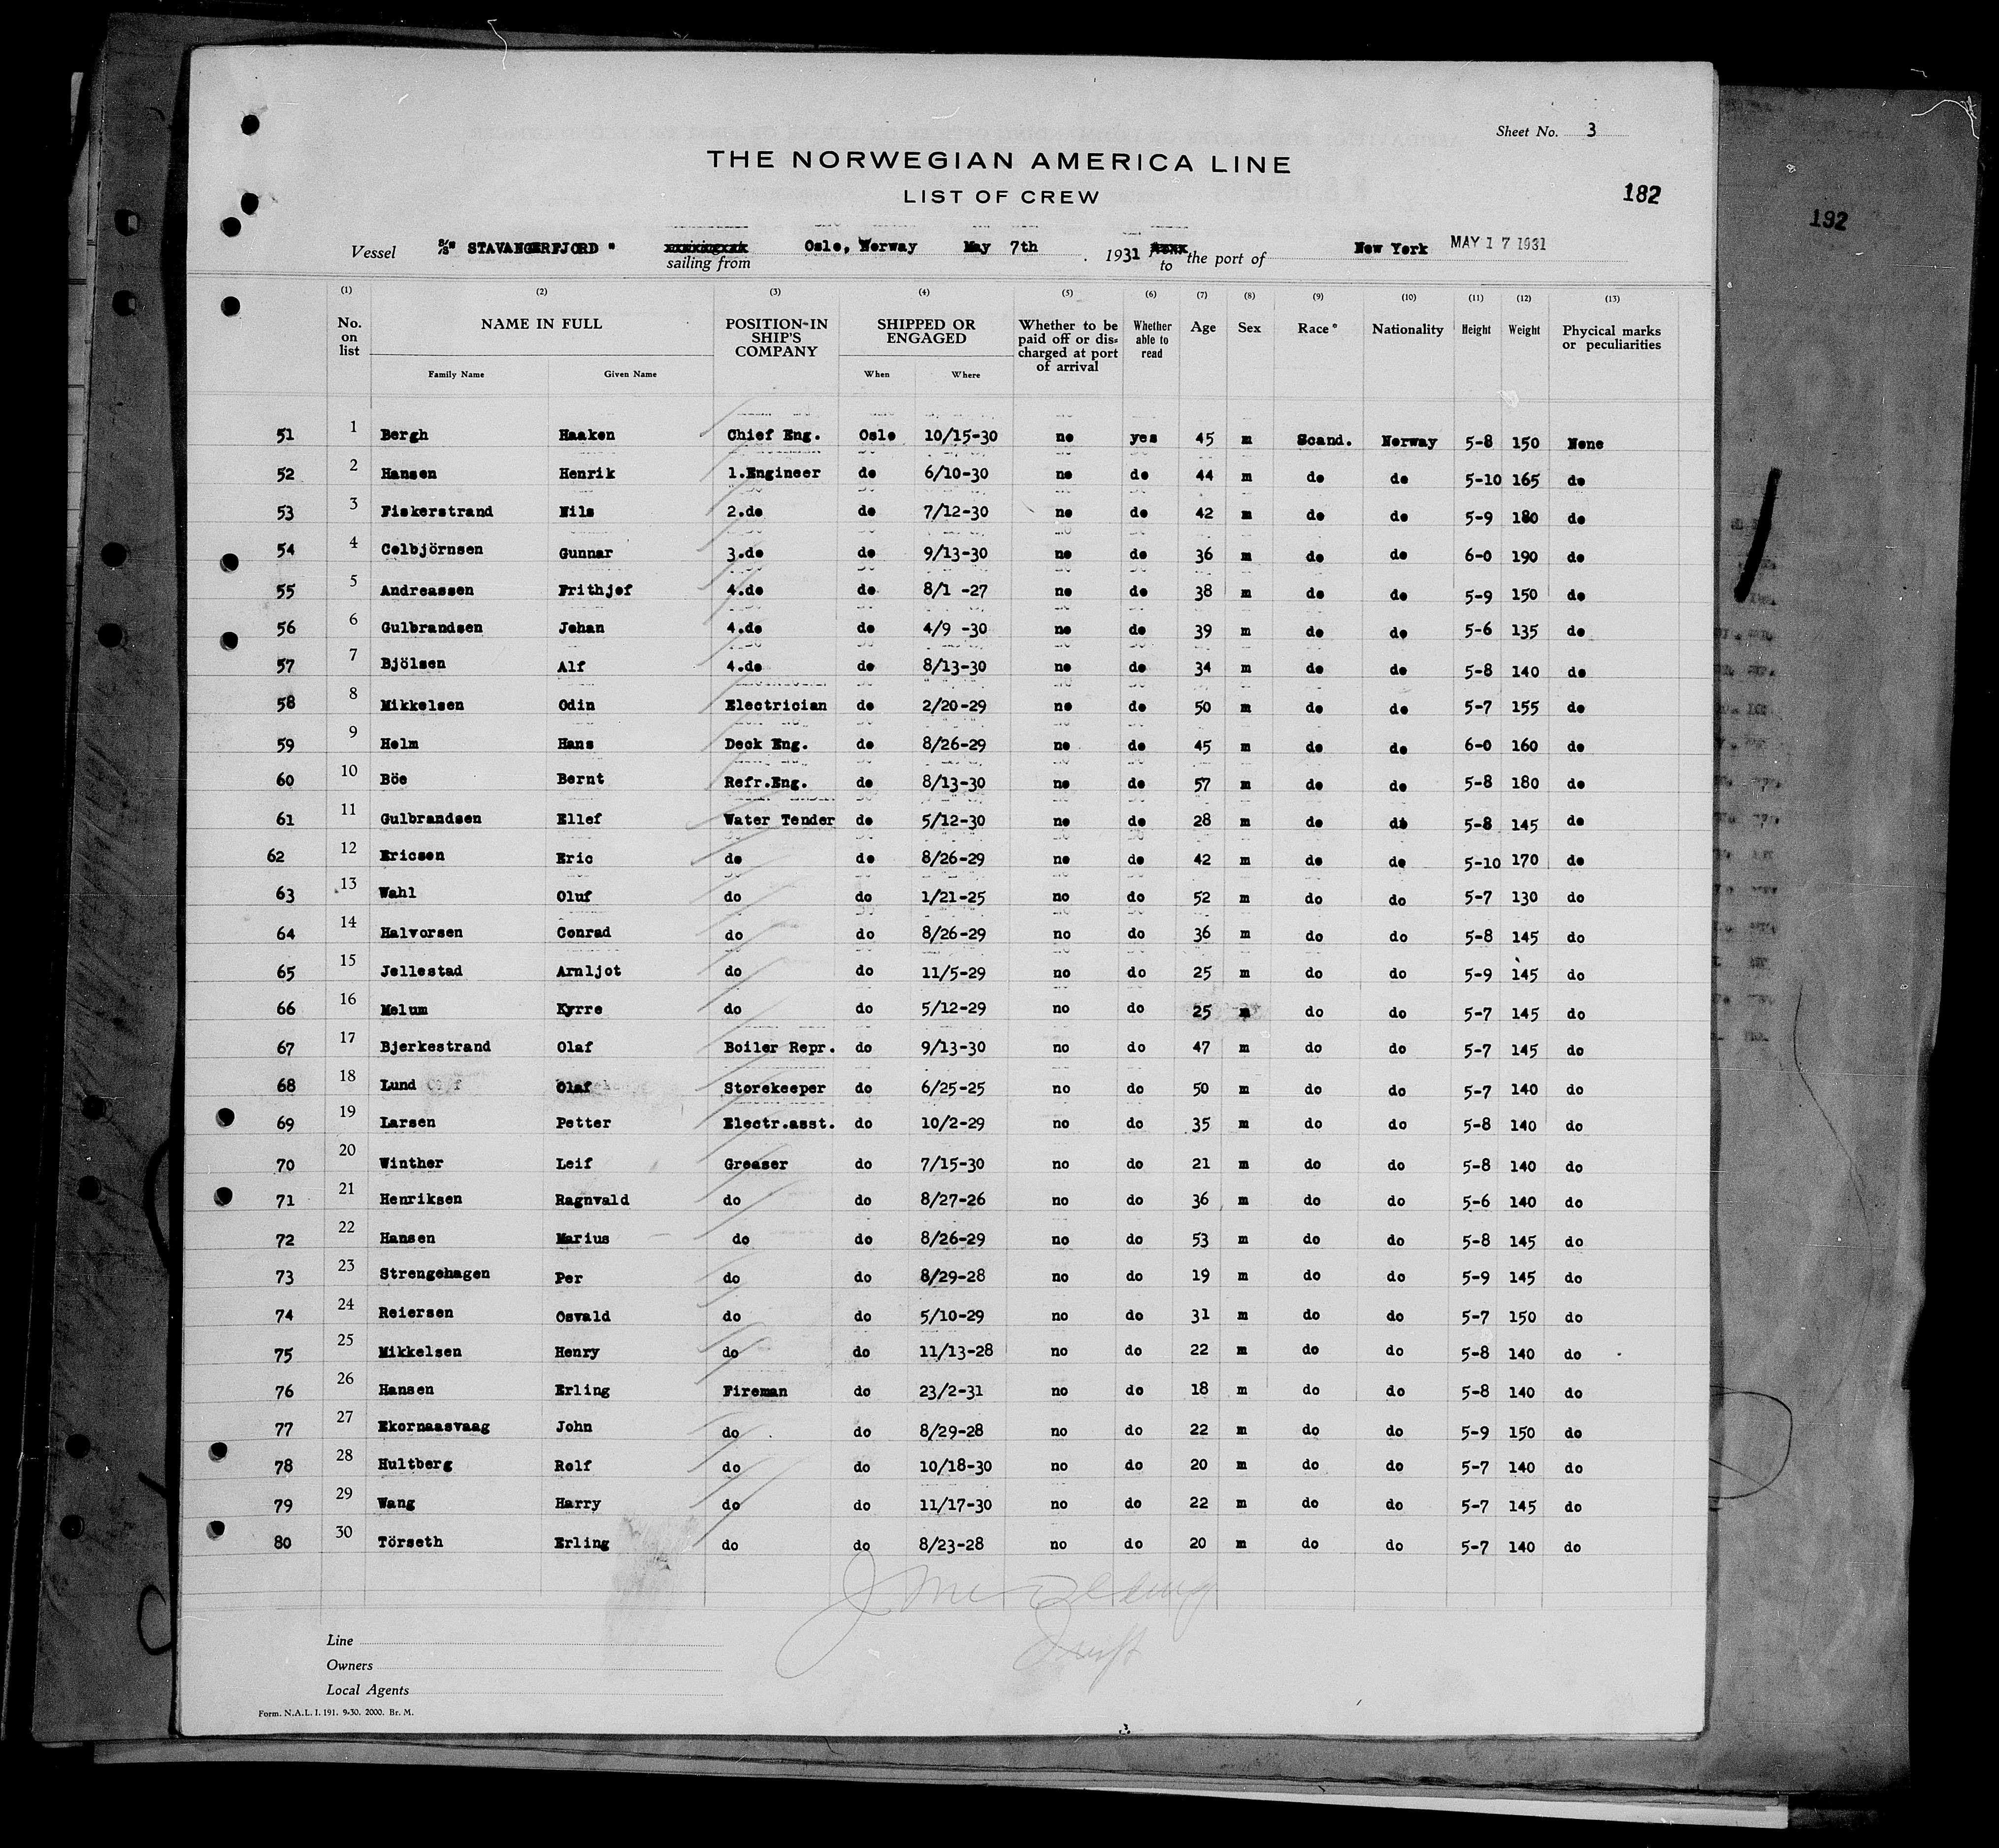 Sheet No. 3
THE NORWEGIAN AMERICA LINE
LIST OF CREW
182
192
Vessel S/S" STAVANGERFJORD " sailing from Oslo, Norway May 7th . 1931 to the port of New York MAY 17 1931
(1) (2) (3) (4) (5) (6) (7) (8) (9) (10) (11) (12) (13)
No. on list NAME IN FULL POSITION-IN SHIP'S COMPANY SHIPPED OR ENGAGED Whether to be paid off or dis-charged at port of arrival Whether able to read Age Sex Race* Nationality Height Weight Phycical marks or peculiarities
Family Name Given Name When Where
51 1 Bergh Haaken Chief Eng. Oslo 10/15-30 no yes 45 m Scand. Norway 5-8 150 None
52 2 Hansen Henrik 1.Engineer do 6/10-30 no do 44 m do do 5-10 165 do
53 3 Fiskerstrand Nils 2.do do 7/12-30 no do 42 m do do 5-9 180 do
54 4 Colbjörnsen Gunnar 3.do do 9/13-30 no do 36 m do do 6-0 190 do
55 5 Andreassen Frithjof 4.do do 8/1 -27 no do 38 m do do 5-9 150 do
56 6 Gulbrandsen Johan 4.do do 4/9 -30 no do 39 m do do 5-6 135 do
57 7 Bjölsen Alf 4.do do 8/13-30 no do 34 m do do 5-8 140 do
58 8 Mikkelsen Odin Electrician do 2/20-29 no do 50 m do do 5-7 155 do
59 9 Holm Hans Deck Eng. do 8/26-29 no do 45 m do do 6-0 160 do
60 10 Böe Bernt Refr.Eng. do 8/13-30 no do 57 m do do 5-8 180 do
61 11 Gulbrandsen Ellef Water Tender do 5/12-30 no do 28 m do do 5-8 145 do
62 12 Ericsen Eric do do 8/26-29 no do 42 m do do 5-10 170 do
63 13 Wahl Oluf do do 1/21-25 no do 52 m do do 5-7 130 do
64 14 Halvorsen Conrad do do 8/26-29 no do 36 m do do 5-8 145 do
65 15 Jellestad Arnljot do do 11/5-29 no do 25 m do do 5-9 145 do
66 16 Melum Kyrre do do 5/12-29 no do 25 m do do 5-7 145 do
67 17 Bjerkestrand Olaf Boiler Repr. do 9/13-30 no do 47 m do do 5-7 145 do
68 18 Lund Olaf Storekeeper do 6/25-25 no do 50 m do do 5-7 140 do
69 19 Larsen Petter Electr.asst. do 10/2-29 no do 35 m do do 5-8 140 do
70 20 Winther Leif Greaser do 7/15-30 no do 21 m do do 5-8 140 do
71 21 Henriksen Ragnvald do do 8/27-26 no do 36 m do do 5-6 140 do
72 22 Hansen Marius do do 8/26-29 no do 53 m do do 5-8 145 do
73 23 Strengehagen Per do do 8/29-28 no do 19 m do do 5-9 145 do
74 24 Reiersen Osvald do do 5/10-29 no do 31 m do do 5-7 150 do
75 25 Mikkelsen Henry do do 11/13-28 no do 22 m do do 5-8 140 do
76 26 Hansen Erling Fireman do 23/2-31 no do 18 m do do 5-8 140 do
77 27 Ekornaasvaag John do do 8/29-28 no do 22 m do do 5-9 150 do
78 28 Hultberg Rolf do do 10/18-30 no do 20 m do do 5-7 140 do
79 29 Wang Harry do do 11/17-30 no do 22 m do do 5-7 145 do
80 30 Törseth Erling do do 8/23-28 no do 20 m do do 5-7 140 do
Line
Owners
Local Agents
Form. N.A.L. I. 191. 9-30. 2000. Br. M.
3